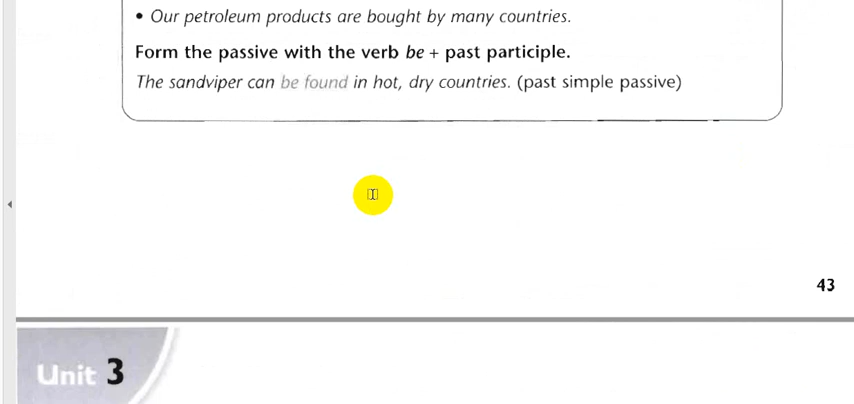 • Our petroleum products are bought by many countries.
Form the passive with the verb be + past participle.
The sandviper can be found in hot, dry countries. (past simple passive)
43
Unit 3